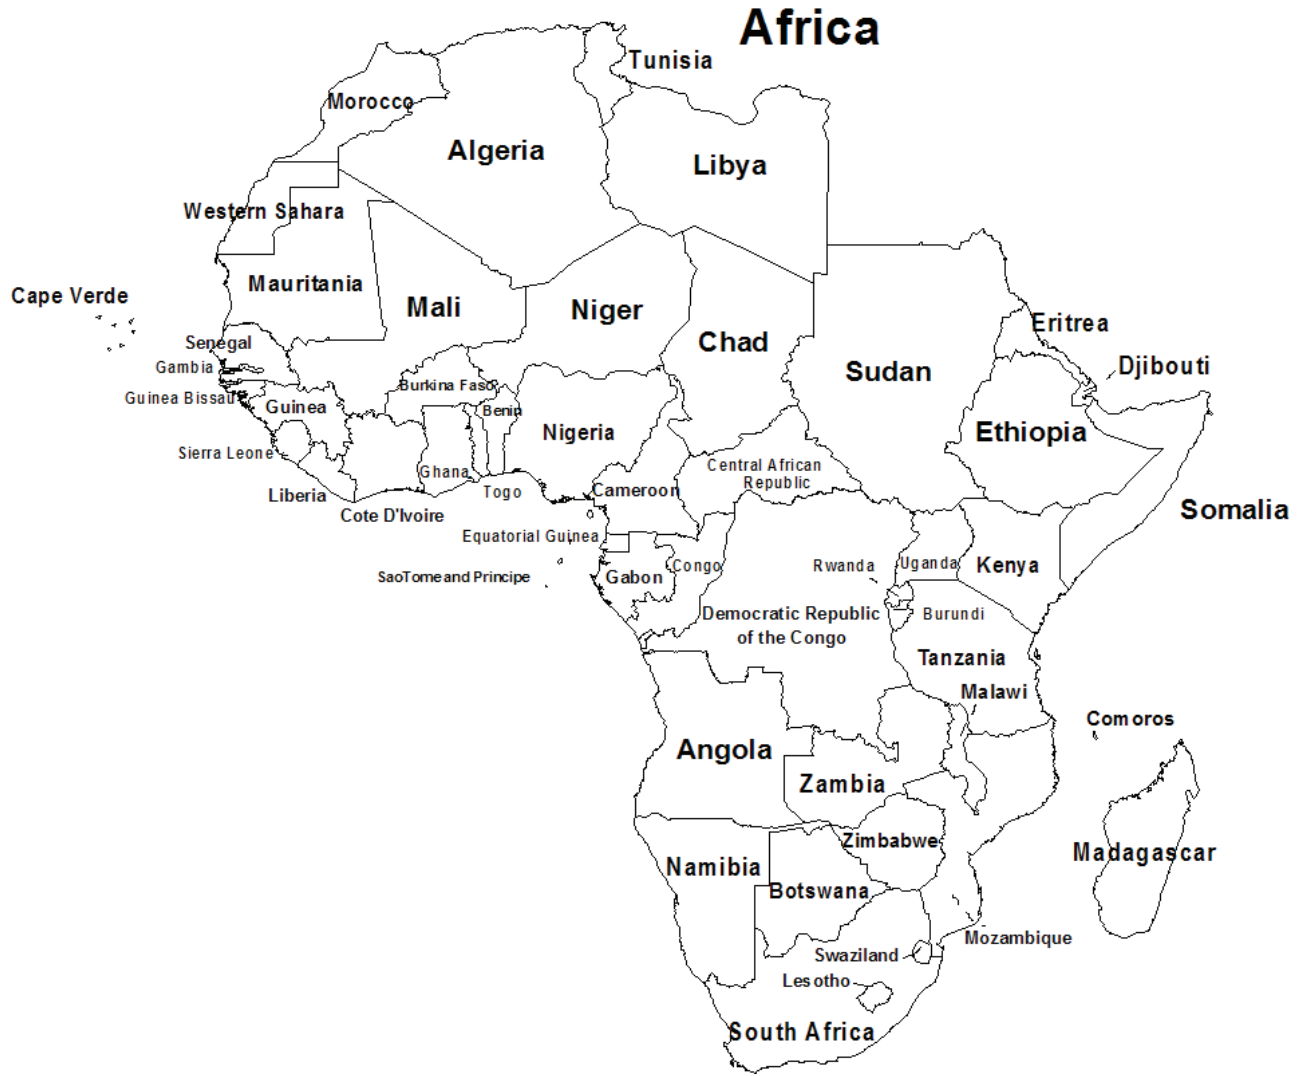 Africa
Tunisia
Morocco
Algeria
Libya
Western Sahara
Mauritania
Cape Verde
Mali
Niger
Eritrea
Senegal
Chad
Djibouti
Gambia
Sudan
Burkina Faso
Guinea Bissau
Guinea
Benin
Nigeria
Ethiopia
Sierra Leone
Ghana
Central African
Republic
Liberia
Togo
Cameroon
Cote D'Ivoire
Somalia
Equatorial Guinea
Congo
Rwanda
Uganda
Kenya
SaoTome and Principe
Gabon
Democratic Republic
of the Congo
Burundi
Tanzania
Malawi
Comoros
Angola
Zambia
Zimbabwe
Madagascar
Namibia
Botswana
Mozambique
Swaziland
Lesotho
South Africa